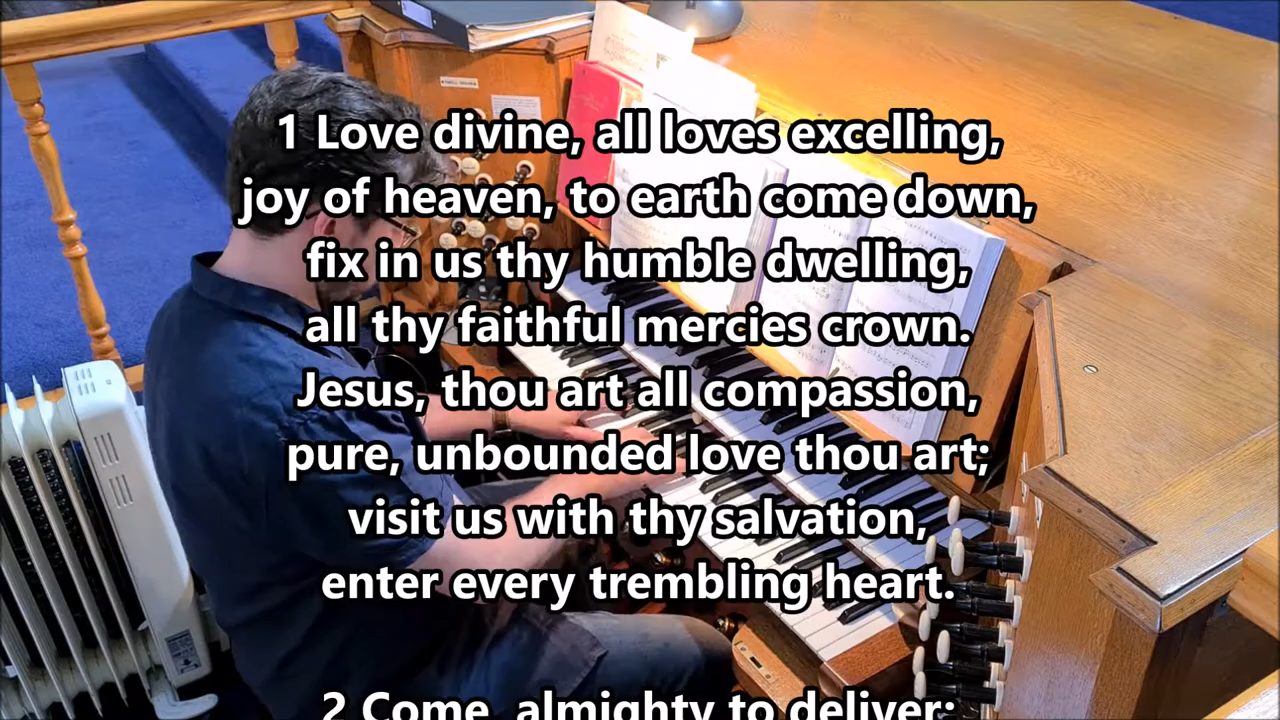 1 Love divine, all loves excelling,
joy of heaven, to earth come down,
fix in us thy humble dwelling,
all thy faithful mercies crown.
Jesus, thou art all compassion,
pure, unbounded love thou art;
visit us with thy salvation,
enter every trembling heart.
2 Come, almighty to deliver;